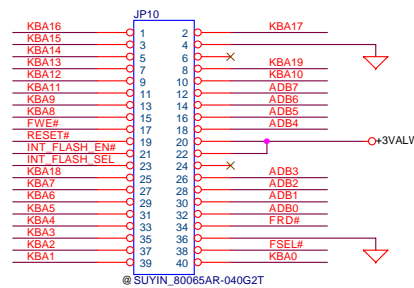 JP10
KBA16 1 2 KBA17
KBA15 3 4
KBA14 5 6
KBA13 7 8 KBA19
KBA12 9 10 KBA10
KBA11 11 12 ADB7
KBA9 13 14 ADB6
KBA8 15 16 ADB5
FWE# 17 18 ADB4
RESET# 19 20 +3VALW
INT_FLASH_EN# 21 22
INT_FLASH_SEL 23 24
KBA18 25 26 ADB3
KBA7 27 28 ADB2
KBA6 29 30 ADB1
KBA5 31 32 ADB0
KBA4 33 34 FRD#
KBA3 35 36
KBA2 37 38 FSEL#
KBA1 39 40 KBA0
@SUYIN_80065AR-040G2T